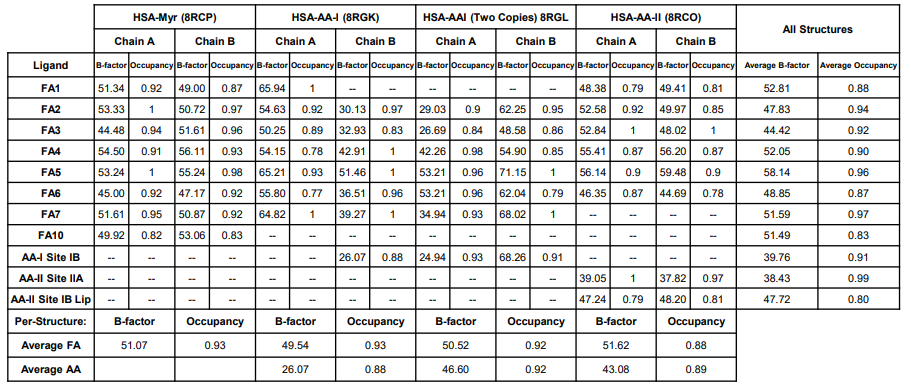 HSA-Myr (8RCP) HSA-AA-I (8RGK) HSA-AAI (Two Copies) 8RGL HSA-AA-II (8RCO) All Structures
Chain A Chain B Chain A Chain B Chain A Chain B Chain A Chain B
Ligand B-factor Occupancy B-factor Occupancy B-factor Occupancy B-factor Occupancy B-factor Occupancy B-factor Occupancy B-factor Occupancy B-factor Occupancy Average B-factor Average Occupancy
FA1 51.34 0.92 49.00 0.87 65.94 1 -- -- -- -- -- -- 48.38 0.79 49.41 0.81 52.81 0.88
FA2 53.33 1 50.72 0.97 54.63 0.92 30.13 0.97 29.03 0.9 62.25 0.95 52.58 0.92 49.97 0.85 47.83 0.94
FA3 44.48 0.94 51.61 0.96 50.25 0.89 32.93 0.83 26.69 0.84 48.58 0.86 52.84 1 48.02 1 44.42 0.92
FA4 54.50 0.91 56.11 0.93 54.15 0.78 42.91 1 42.26 0.98 54.90 0.85 55.41 0.87 56.20 0.87 52.05 0.90
FA5 53.24 1 55.24 0.98 65.21 0.93 51.46 1 53.21 0.96 71.15 1 56.14 0.9 59.48 0.9 58.14 0.96
FA6 45.00 0.92 47.17 0.92 55.80 0.77 36.51 0.96 53.21 0.96 62.04 0.79 46.35 0.87 44.69 0.78 48.85 0.87
FA7 51.61 0.95 50.87 0.92 64.82 1 39.27 1 34.94 0.93 68.02 1 -- -- -- -- 51.59 0.97
FA10 49.92 0.82 53.06 0.83 -- -- -- -- -- -- -- -- -- -- -- -- 51.49 0.83
AA-I Site IB -- -- -- -- -- -- 26.07 0.88 24.94 0.93 68.26 0.91 -- -- -- -- 39.76 0.91
AA-II Site IIA -- -- -- -- -- -- -- -- -- -- -- -- 39.05 1 37.82 0.97 38.43 0.99
AA-II Site IB Lip -- -- -- -- -- -- -- -- -- -- -- -- 47.24 0.79 48.20 0.81 47.72 0.80
Per-Structure: B-factor Occupancy B-factor Occupancy B-factor Occupancy B-factor Occupancy
Average FA 51.07 0.93 49.54 0.93 50.52 0.92 51.62 0.88
Average AA 26.07 0.88 46.60 0.92 43.08 0.89